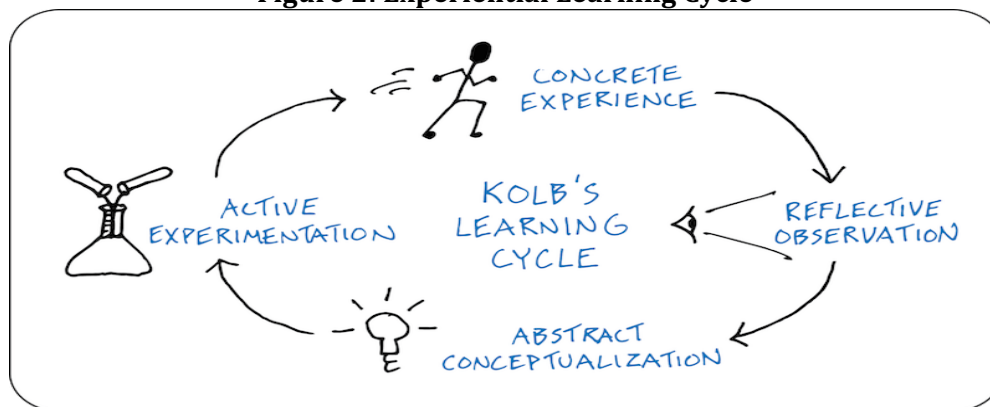 Figure 2: Experiential Learning Cycle
CONCRETE
EXPERIENCE
KOLB'S
LEARNING
CYCLE
REFLECTIVE
OBSERVATION
ABSTRACT
CONCEPTUALIZATION
ACTIVE
EXPERIMENTATION